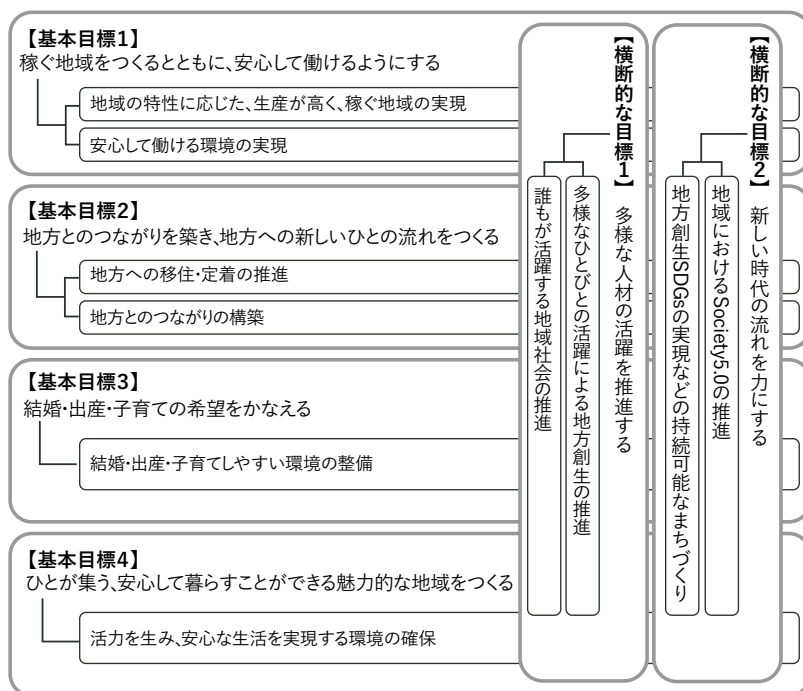 【基本目標1】
稼ぐ地域をつくるとともに、安心して働けるようにする
地域の特性に応じた、生産が高く、稼ぐ地域の実現
安心して働ける環境の実現
【基本目標2】
地方とのつながりを築き、地方への新しいひとの流れをつくる
地方への移住・定着の推進
地方とのつながりの構築
【基本目標3】
結婚・出産・子育ての希望をかなえる
結婚・出産・子育てしやすい環境の整備
【基本目標4】
ひとが集う、安心して暮らすことができる魅力的な地域をつくる
活力を生み、安心な生活を実現する環境の確保
【横断的な目標1】 多様な人材の活躍を推進する
多様なひとびとの活躍による地方創生の推進
誰もが活躍する地域社会の推進
【横断的な目標2】 新しい時代の流れを力にする
地域におけるSociety5.0の推進
地方創生SDGsの実現などの持続可能なまちづくり